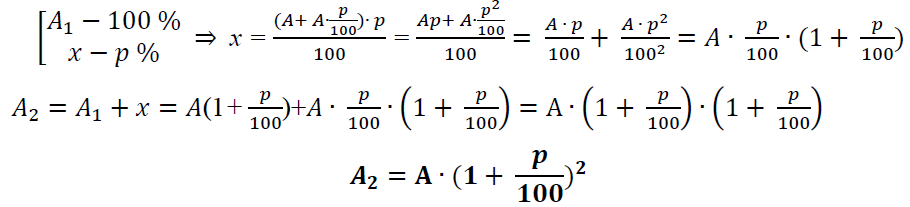 [A₁ − 100 %
x − p % ⇒ x = ((A+ A·p/100)·p)/100 = (Ap+ A·p²/100)/100 = A·p/100 + A·p²/100² = A · p/100 · (1 + p/100)
A₂ = A₁ + x = A(1+p/100)+A · p/100 · (1 + p/100) = A · (1 + p/100) · (1 + p/100)
A₂ = A · (1 + p/100)²